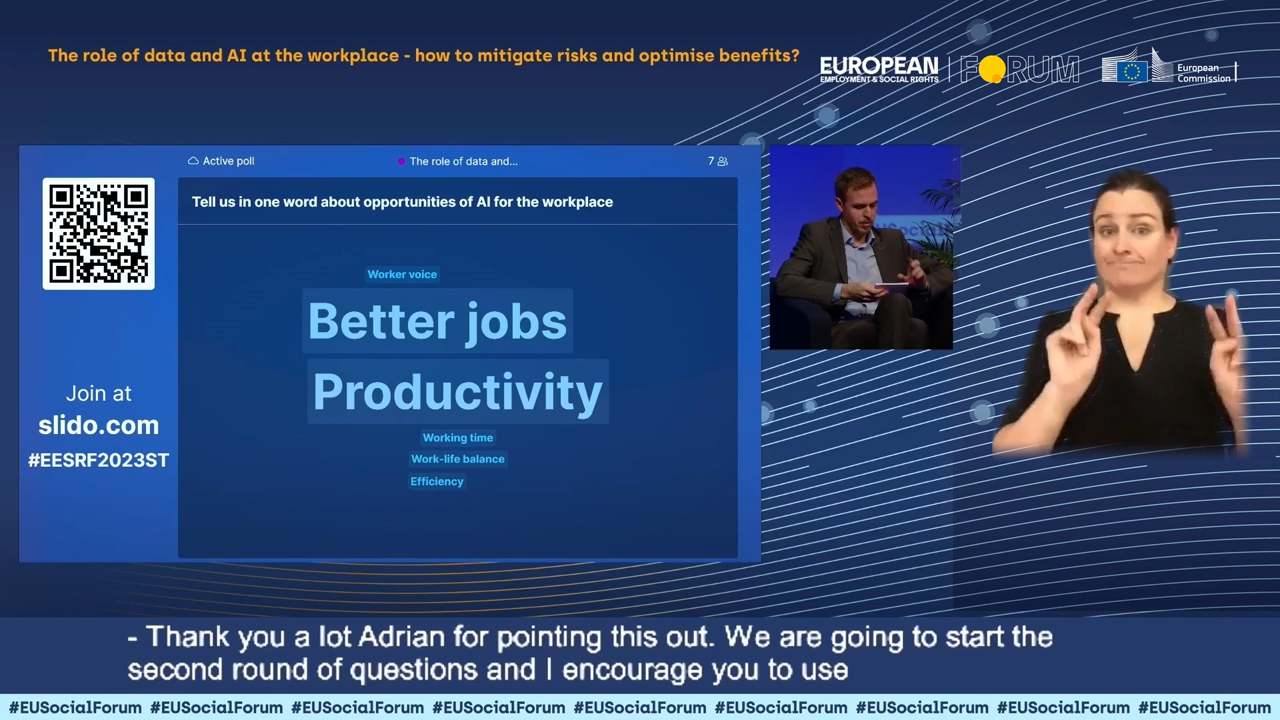 The role of data and AI at the workplace - how to mitigate risks and optimise benefits?
EUROPEAN
EMPLOYMENT & SOCIAL RIGHTS
FORUM
European
Commission
Active poll
The role of data and...
7
Tell us in one word about opportunities of AI for the workplace
Worker voice
Better jobs
Productivity
Working time
Work-life balance
Efficiency
Join at
slido.com
#EESRF2023ST
- Thank you a lot Adrian for pointing this out. We are going to start the
second round of questions and I encourage you to use
#EUSocialForum #EUSocialForum #EUSocialForum #EUSocialForum #EUSocialForum #EUSocialForum #EUSocialForum #EUSocialForum #EUSocialForum